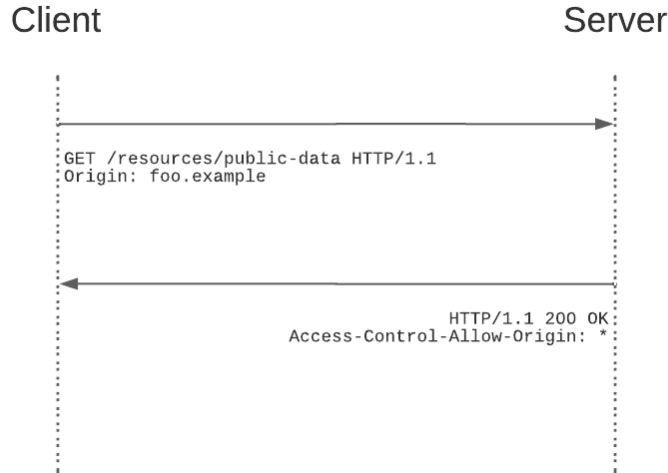 Client
Server
GET /resources/public-data HTTP/1.1
Origin: foo.example
HTTP/1.1 200 OK
Access-Control-Allow-Origin: *